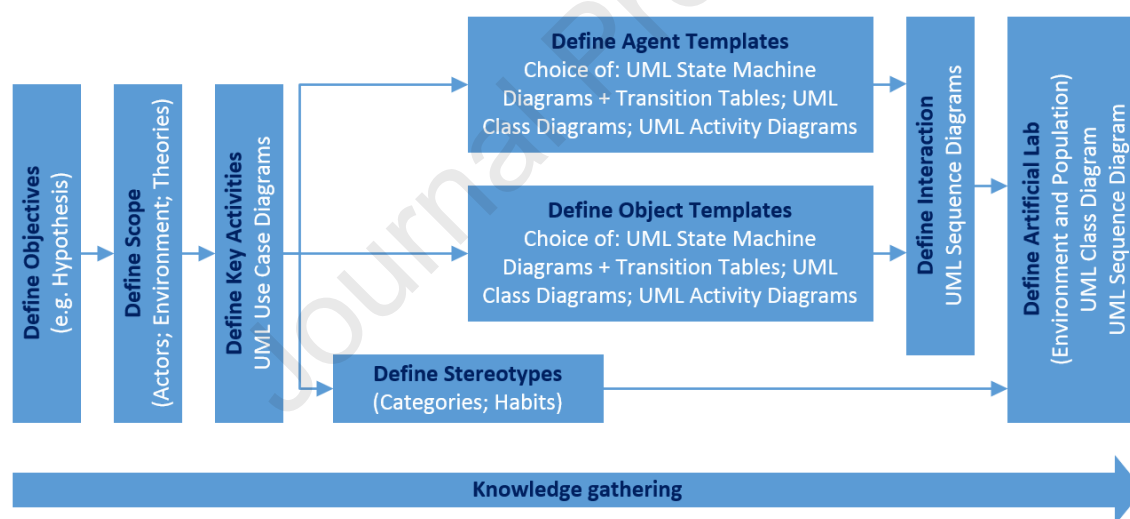 Define Objectives
(e.g. Hypothesis)
Define Scope
(Actors; Environment; Theories)
Define Key Activities
UML Use Case Diagrams
Define Agent Templates
Choice of: UML State Machine
Diagrams + Transition Tables; UML
Class Diagrams; UML Activity Diagrams
Define Object Templates
Choice of: UML State Machine
Diagrams + Transition Tables; UML
Class Diagrams; UML Activity Diagrams
Define Stereotypes
(Categories; Habits)
Define Interaction
UML Sequence Diagrams
Define Artificial Lab
(Environment and Population)
UML Class Diagram
UML Sequence Diagram
Knowledge gathering
Journal Pr